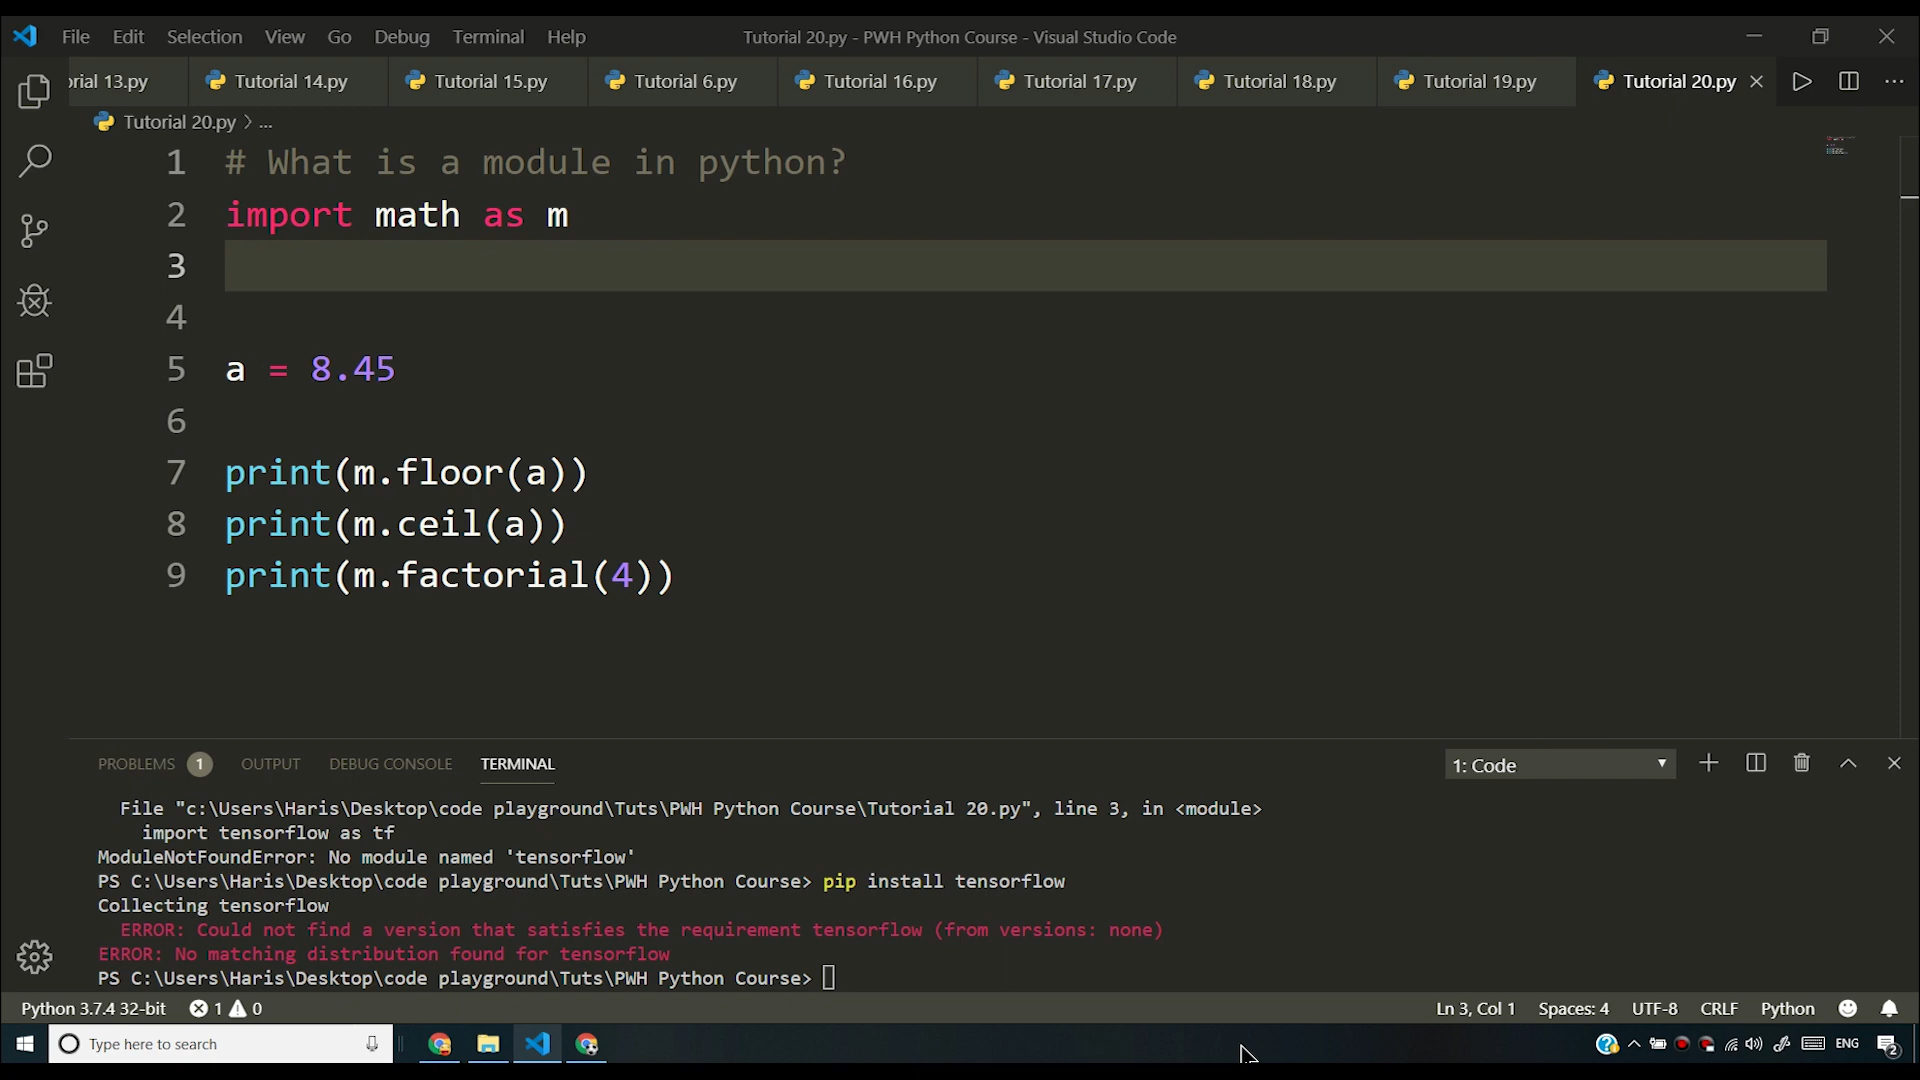 File Edit Selection View Go Debug Terminal Help Tutorial 20.py - PWH Python Course - Visual Studio Code
rial 13.py Tutorial 14.py Tutorial 15.py Tutorial 6.py Tutorial 16.py Tutorial 17.py Tutorial 18.py Tutorial 19.py Tutorial 20.py
Tutorial 20.py > ...
1 # What is a module in python?
2 import math as m
3
4
5 a = 8.45
6
7 print(m.floor(a))
8 print(m.ceil(a))
9 print(m.factorial(4))
PROBLEMS 1 OUTPUT DEBUG CONSOLE TERMINAL 1: Code
File "c:\Users\Haris\Desktop\code playground\Tuts\PWH Python Course\Tutorial 20.py", line 3, in <module>
import tensorflow as tf
ModuleNotFoundError: No module named 'tensorflow'
PS C:\Users\Haris\Desktop\code playground\Tuts\PWH Python Course> pip install tensorflow
Collecting tensorflow
ERROR: Could not find a version that satisfies the requirement tensorflow (from versions: none)
ERROR: No matching distribution found for tensorflow
PS C:\Users\Haris\Desktop\code playground\Tuts\PWH Python Course>
Python 3.7.4 32-bit 1 0 Ln 3, Col 1 Spaces: 4 UTF-8 CRLF Python
Type here to search ENG 2